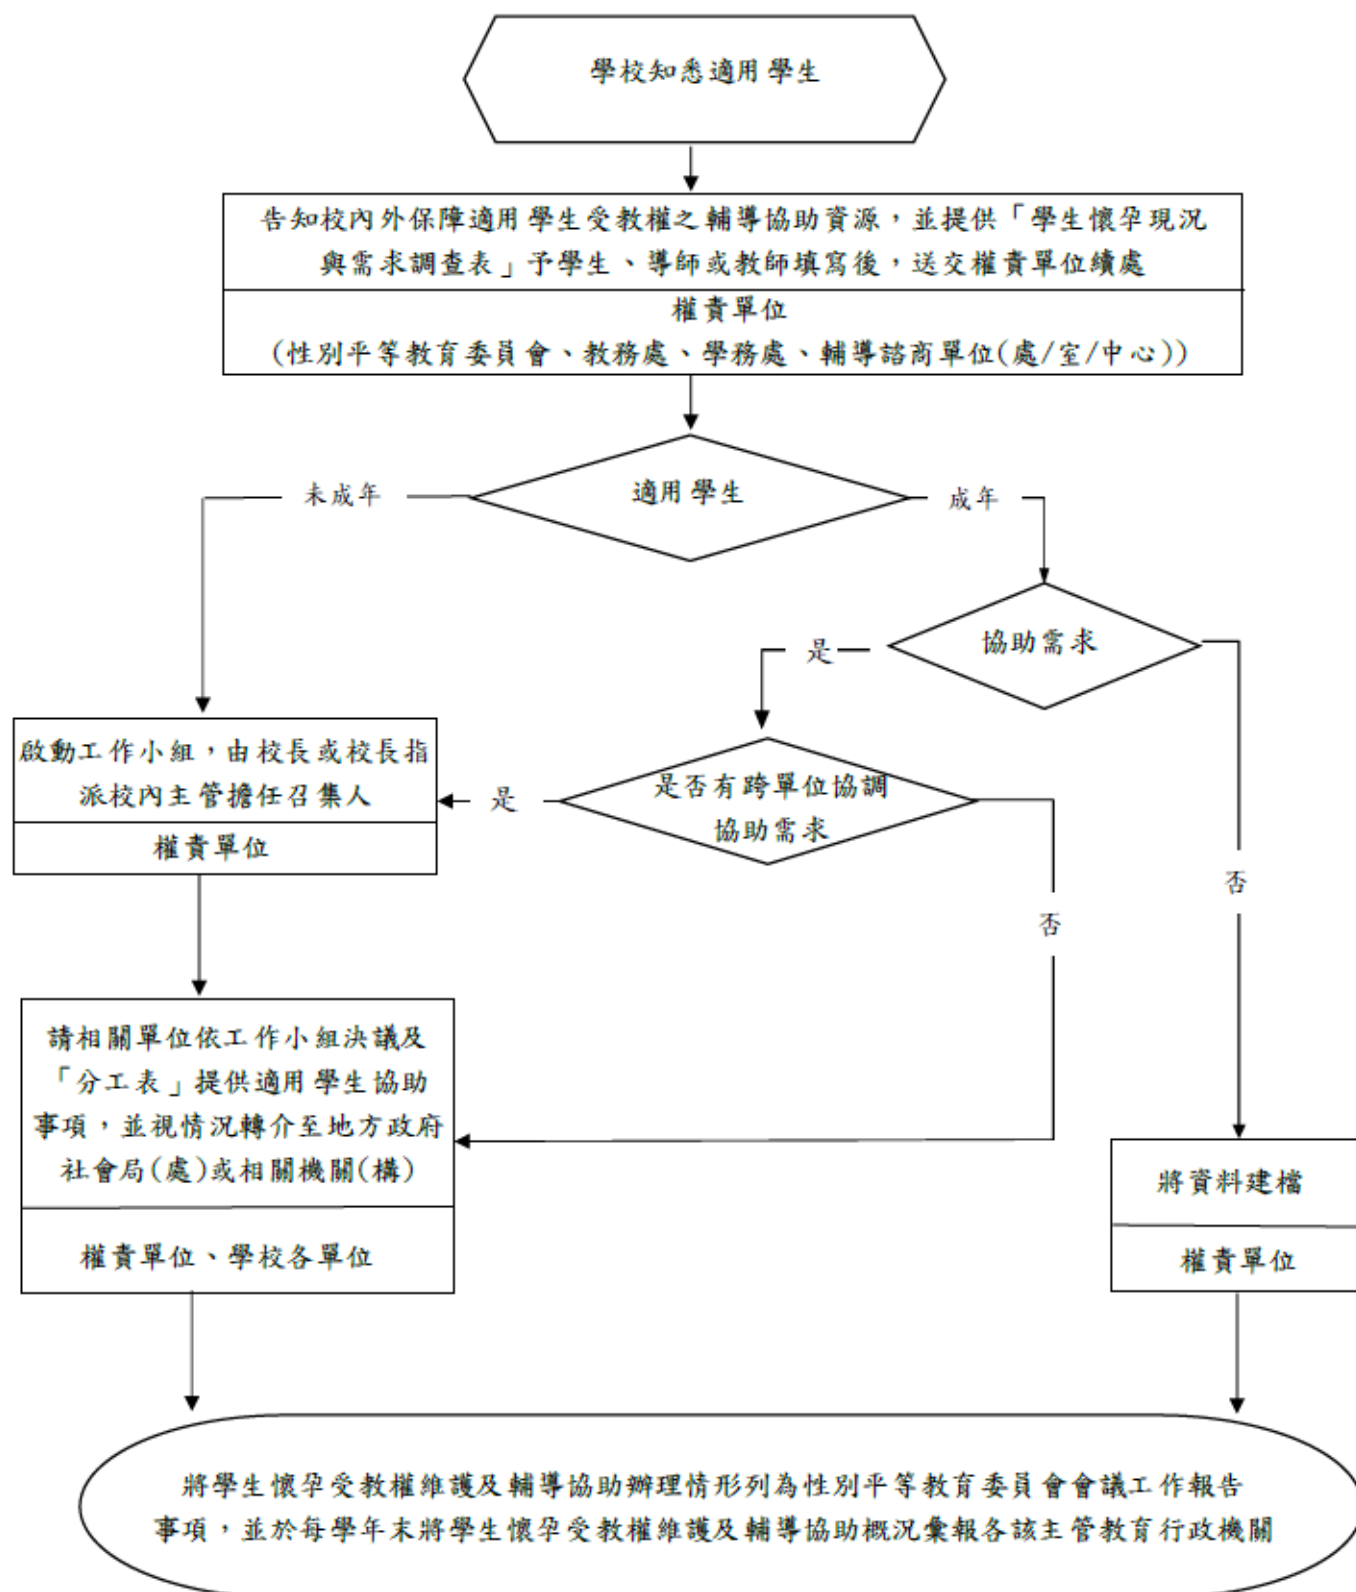 學校知悉適用學生
告知校內外保障適用學生受教權之輔導協助資源，並提供「學生懷孕現況
與需求調查表」予學生、導師或教師填寫後，送交權責單位續處
權責單位
(性別平等教育委員會、教務處、學務處、輔導諮商單位(處/室/中心))
適用學生
未成年
成年
協助需求
是
啟動工作小組，由校長或校長指
派校內主管擔任召集人
權責單位
是
是否有跨單位協調
協助需求
否
否
請相關單位依工作小組決議及
「分工表」提供適用學生協助
事項，並視情況轉介至地方政府
社會局(處)或相關機關(構)
權責單位、學校各單位
將資料建檔
權責單位
將學生懷孕受教權維護及輔導協助辦理情形列為性別平等教育委員會會議工作報告
事項，並於每學年末將學生懷孕受教權維護及輔導協助概況彙報各該主管教育行政機關